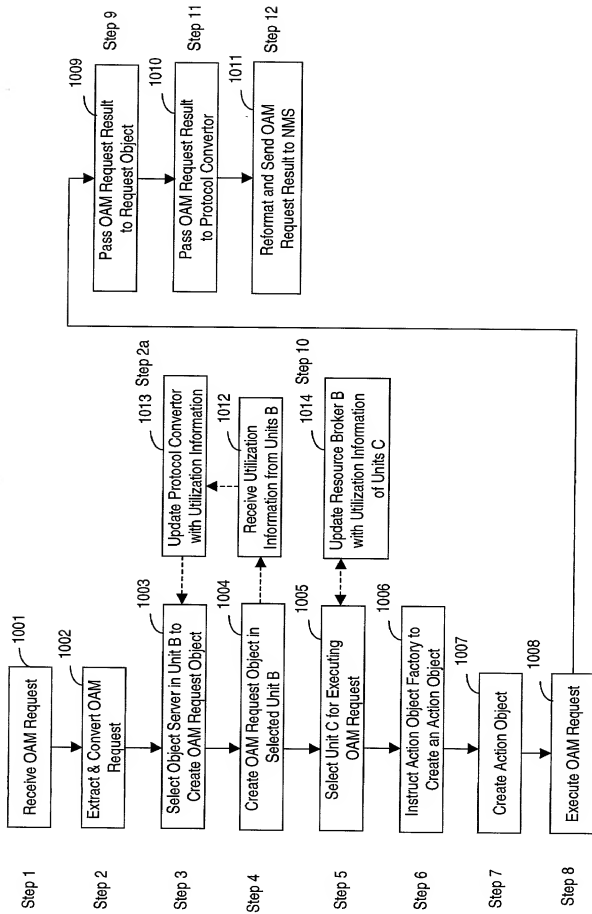 Step 1
Receive OAM Request
1001
Step 2
Extract & Convert OAM
Request
1002
Step 3
Select Object Server in Unit B to
Create OAM Request Object
1003
Step 4
Create OAM Request Object in
Selected Unit B
1004
Step 5
Select Unit C for Executing
OAM Request
1005
Step 6
Instruct Action Object Factory to
Create an Action Object
1006
Step 7
Create Action Object
1007
Step 8
Execute OAM Request
1008
Step 2a
1013
Update Protocol Convertor
with Utilization Information
1012
Receive Utilization
Information from Units B
Step 10
1014
Update Resource Broker B
with Utilization Information
of Units C
1009
Step 9
Pass OAM Request Result
to Request Object
1010
Step 11
Pass OAM Request Result
to Protocol Convertor
1011
Step 12
Reformat and Send OAM
Request Result to NMS